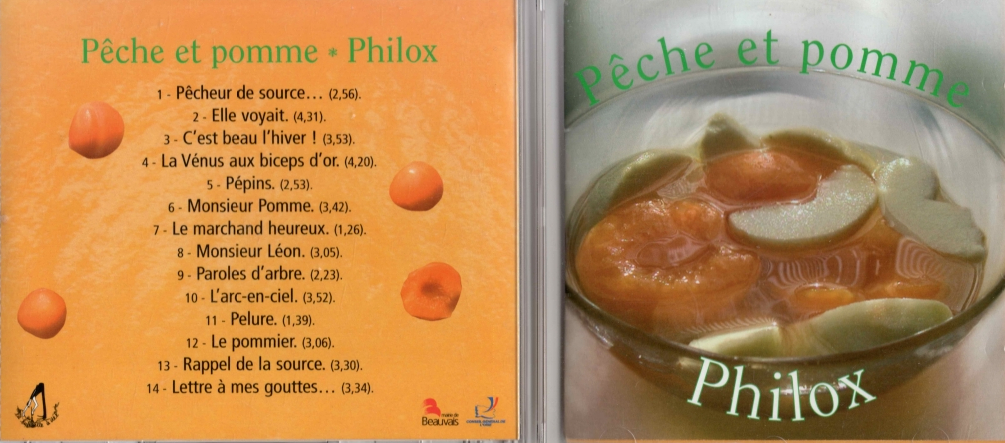 Pêche et pomme * Philox
1 - Pêcheur de source… (2,56).
2 - Elle voyait. (4,31).
3 - C'est beau l'hiver ! (3,53).
4 - La Vénus aux biceps d'or. (4,20).
5 - Pépins. (2,53).
6 - Monsieur Pomme. (3,42).
7 - Le marchand heureux. (1,26).
8 - Monsieur Léon. (3,05).
9 - Paroles d'arbre. (2,23).
10 - L'arc-en-ciel. (3,52).
11 - Pelure. (1,39).
12 - Le pommier. (3,06).
13 - Rappel de la source. (3,30).
14 - Lettre à mes gouttes… (3,34).
mairie de
Beauvais
Pêche et pomme
Philox